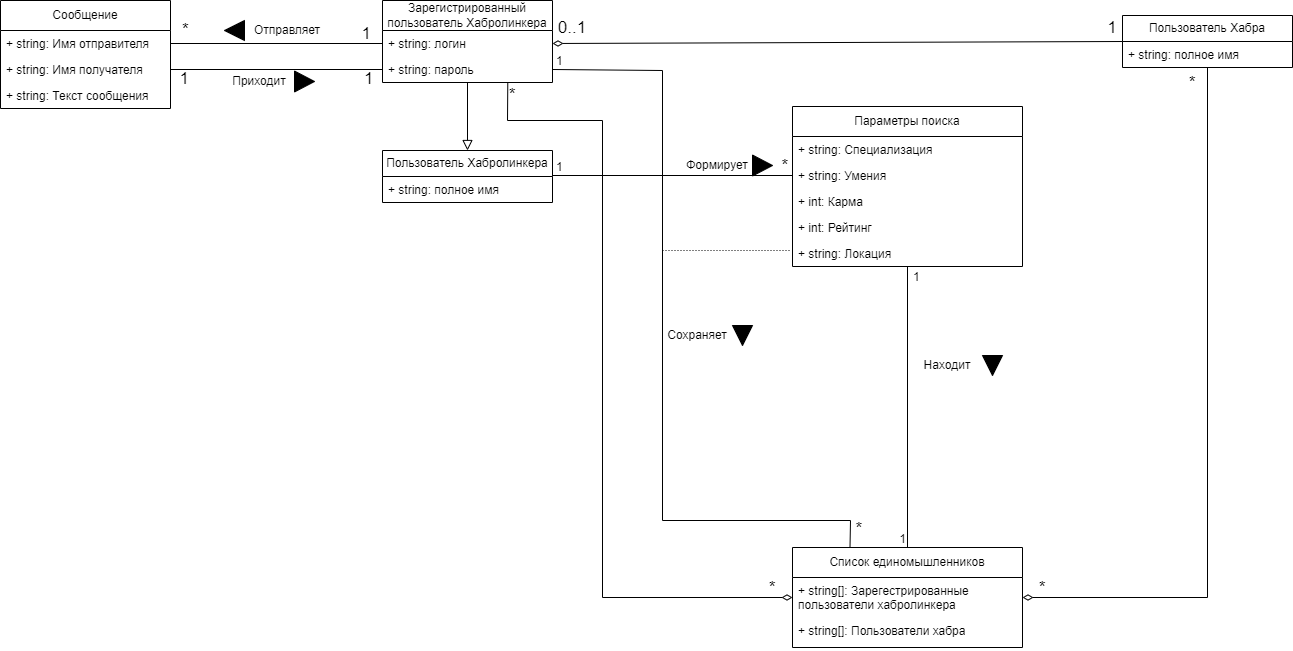 Сообщение
+ string: Имя отправителя
+ string: Имя получателя
+ string: Текст сообщения
*
Отправляет
1
1
Приходит
1
Зарегистрированный
пользователь Хабролинкера
+ string: логин
+ string: пароль
0..1
1
1
*
Пользователь Хабра
+ string: полное имя
*
Пользователь Хабролинкера
+ string: полное имя
1
Формирует
*
Параметры поиска
+ string: Специализация
+ string: Умения
+ int: Карма
+ int: Рейтинг
+ string: Локация
1
Сохраняет
Находит
*
1
Список единомышленников
+ string[]: Зарегестрированные
пользователи хабролинкера
+ string[]: Пользователи хабра
*
*